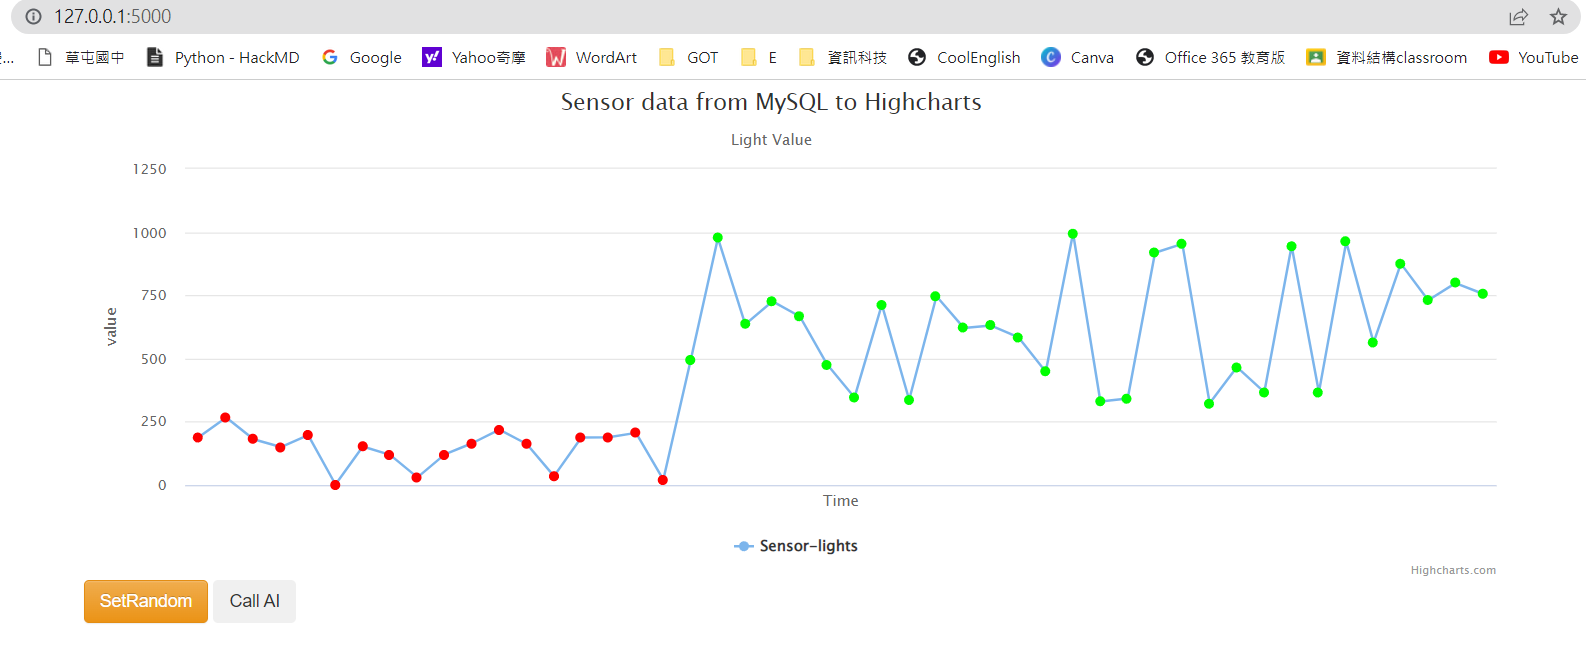 127.0.0.1:5000
... 草屯國中 Python - HackMD Google Yahoo奇摩 WordArt GOT E 資訊科技 CoolEnglish Canva Office 365 教育版 資料結構classroom YouTube
Sensor data from MySQL to Highcharts
Light Value
1250
1000
750
500
250
0
value
Time
Sensor-lights
Highcharts.com
SetRandom Call AI